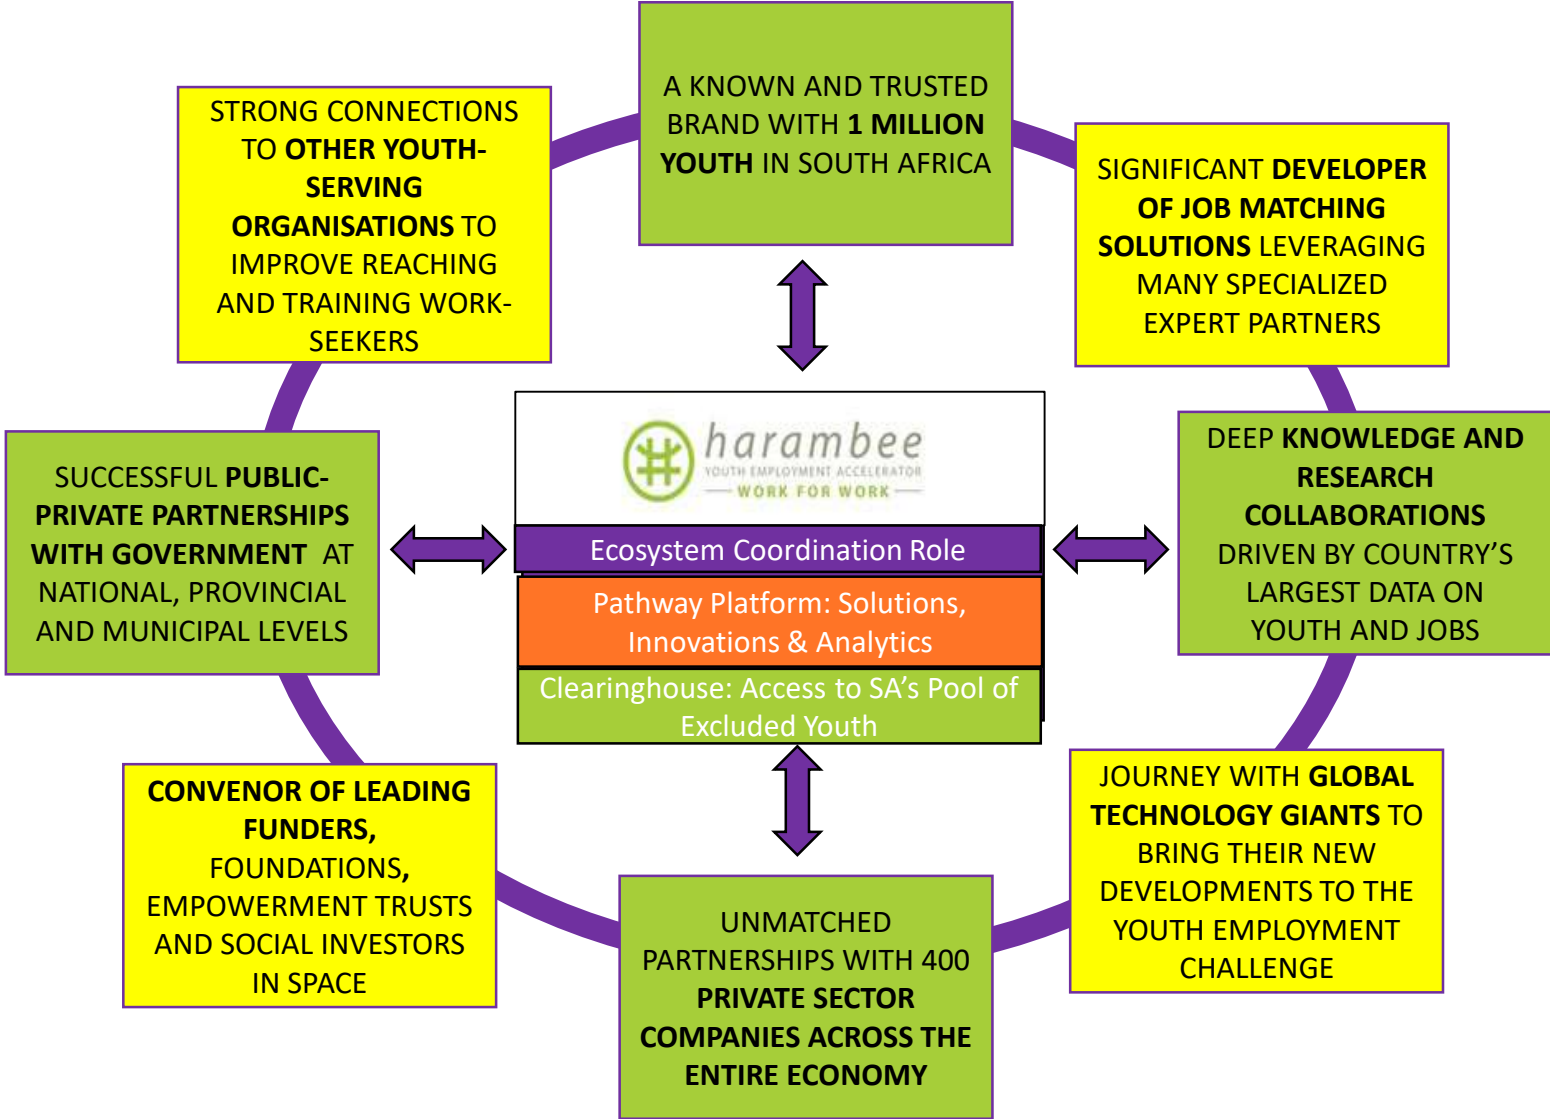 A KNOWN AND TRUSTED
BRAND WITH 1 MILLION
YOUTH IN SOUTH AFRICA
STRONG CONNECTIONS
TO OTHER YOUTH-
SERVING
ORGANISATIONS TO
IMPROVE REACHING
AND TRAINING WORK-
SEEKERS
SIGNIFICANT DEVELOPER
OF JOB MATCHING
SOLUTIONS LEVERAGING
MANY SPECIALIZED
EXPERT PARTNERS
SUCCESSFUL PUBLIC-
PRIVATE PARTNERSHIPS
WITH GOVERNMENT AT
NATIONAL, PROVINCIAL
AND MUNICIPAL LEVELS
harambee
YOUTH EMPLOYMENT ACCELERATOR
WORK FOR WORK
Ecosystem Coordination Role
Pathway Platform: Solutions,
Innovations & Analytics
Clearinghouse: Access to SA's Pool of
Excluded Youth
DEEP KNOWLEDGE AND
RESEARCH
COLLABORATIONS
DRIVEN BY COUNTRY'S
LARGEST DATA ON
YOUTH AND JOBS
CONVENOR OF LEADING
FUNDERS,
FOUNDATIONS,
EMPOWERMENT TRUSTS
AND SOCIAL INVESTORS
IN SPACE
UNMATCHED
PARTNERSHIPS WITH 400
PRIVATE SECTOR
COMPANIES ACROSS THE
ENTIRE ECONOMY
JOURNEY WITH GLOBAL
TECHNOLOGY GIANTS TO
BRING THEIR NEW
DEVELOPMENTS TO THE
YOUTH EMPLOYMENT
CHALLENGE